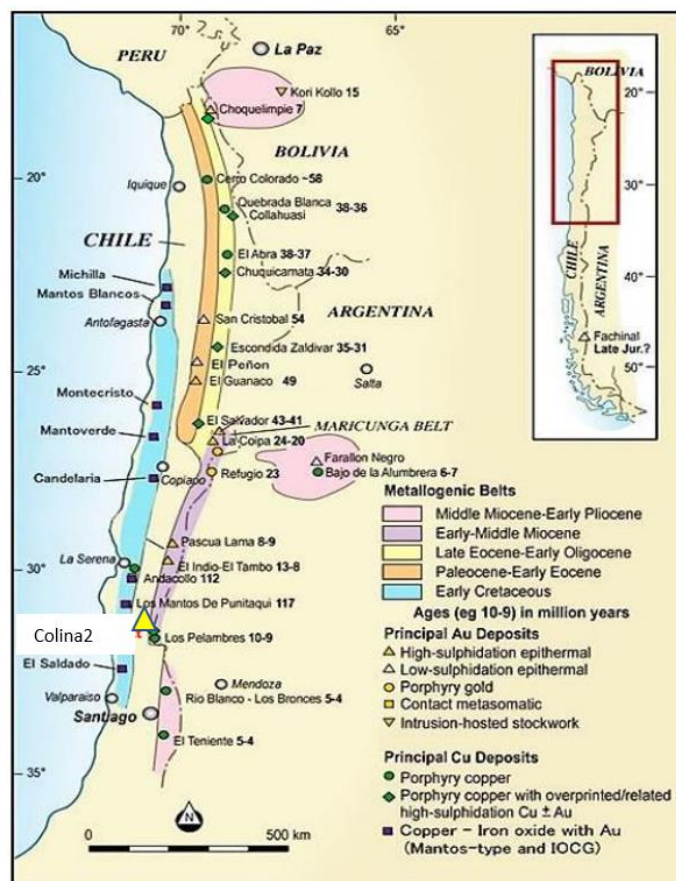 70°
65°
PERU
La Paz
Kori Kollo 15
Choquelimpie 7
BOLIVIA
20°
Iquique
Cerro Colorado ~58
Quebrada Blanca
Collahuasi
38-36
CHILE
El Abra 38-37
Chuquicamata 34-30
Michilla
Mantos Blancos
ARGENTINA
Antofagasta
San Cristobal 54
Escondida Zaldivar 35-31
25°
El Peñon
El Guanaco 49
Salta
Montecristo
El Salvador 43-41
MARICUNGA BELT
Mantoverde
La Coipa 24-20
Farallon Negro
Bajo de la Alumbrera 6-7
Candelaria
Copiapo
Refugio 23
Pascua Lama 8-9
La Serena
30°
El Indio-El Tambo 13-8
Andacollo 112
Los Mantos De Punitaqui 117
Colina2
Los Pelambres 10-9
El Saldado
Mendoza
Rio Blanco - Los Bronces 5-4
Valparaiso
Santiago
El Teniente 5-4
35°
N
0
500 km
BOLIVIA
20°
30°
CHILE
ARGENTINA
40°
Fachinal
Late Jur.?
50°
Metallogenic Belts
Middle Miocene-Early Pliocene
Early-Middle Miocene
Late Eocene-Early Oligocene
Paleocene-Early Eocene
Early Cretaceous
Ages (eg 10-9) in million years
Principal Au Deposits
High-sulphidation epithermal
Low-sulphidation epithermal
Porphyry gold
Contact metasomatic
Intrusion-hosted stockwork
Principal Cu Deposits
Porphyry copper
Porphyry copper with overprinted/related
high-sulphidation Cu ± Au
Copper - Iron oxide with Au
(Mantos-type and IOCG)